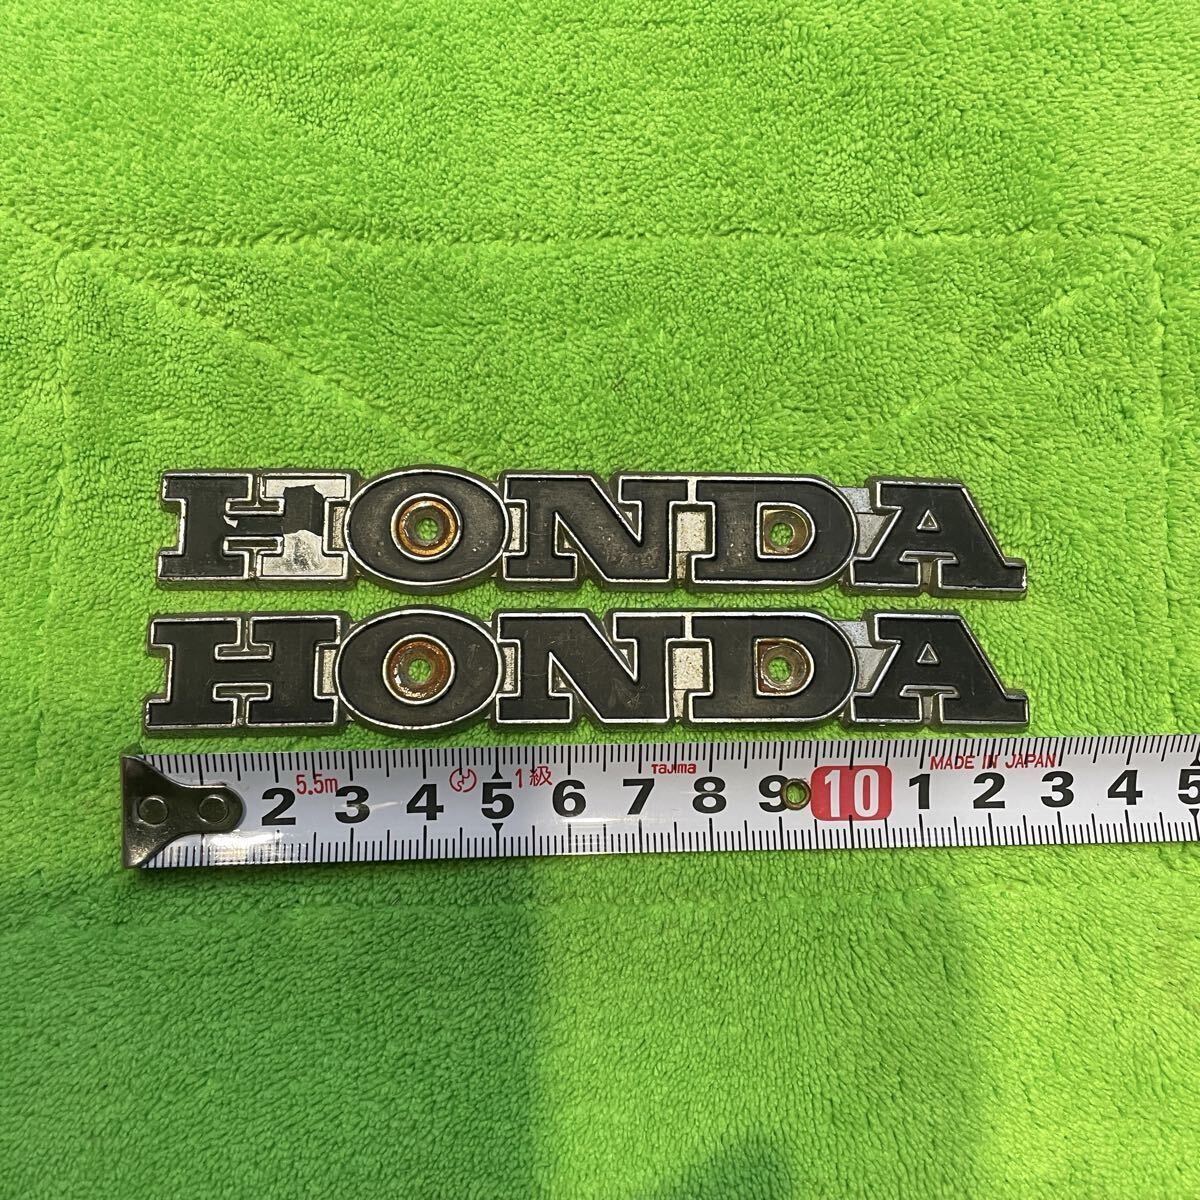 HONDA
HONDA
5.5m 1級 Tajima MADE IN JAPAN
2 3 4 5 6 7 8 9 10 1 2 3 4 5